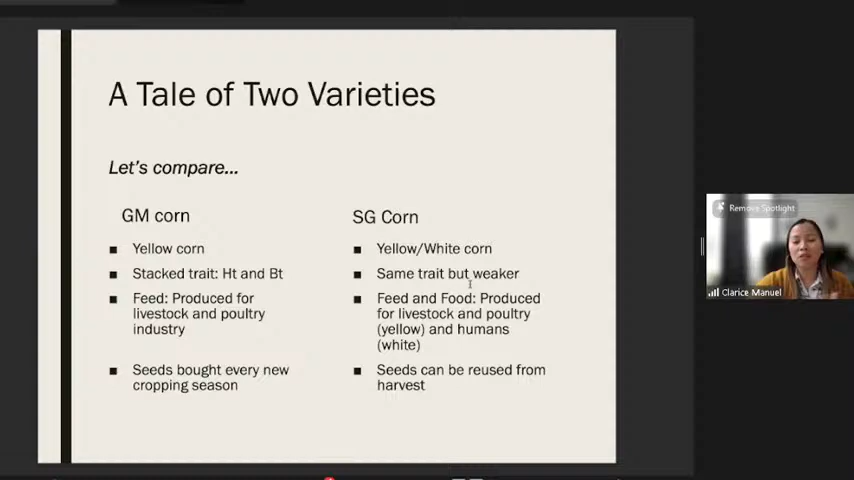 A Tale of Two Varieties
Let's compare...
GM corn
■ Yellow corn
■ Stacked trait: Ht and Bt
■ Feed: Produced for
livestock and poultry
industry
■ Seeds bought every new
cropping season
SG Corn
■ Yellow/White corn
■ Same trait but weaker
■ Feed and Food: Produced
for livestock and poultry
(yellow) and humans
(white)
■ Seeds can be reused from
harvest
Remove Spotlight
Clarice Manuel